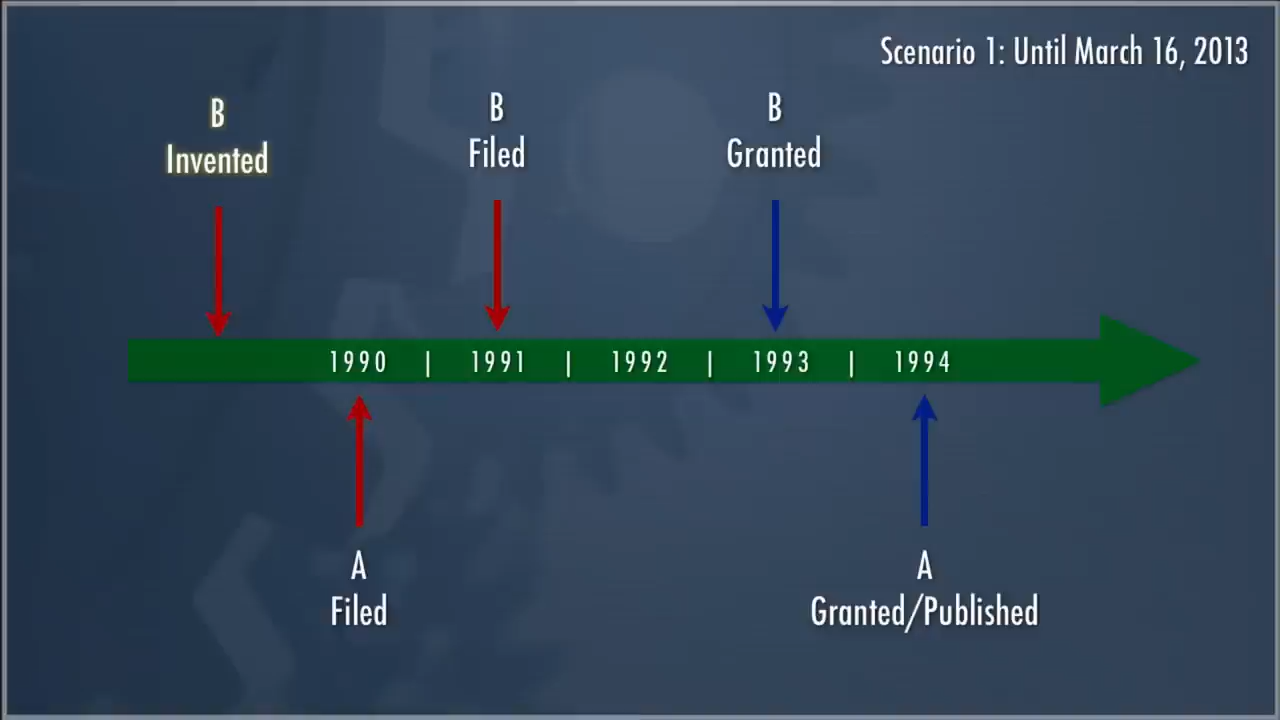 Scenario 1: Until March 16, 2013
B
Invented
B
Filed
B
Granted
1990 | 1991 | 1992 | 1993 | 1994
A
Filed
A
Granted/Published